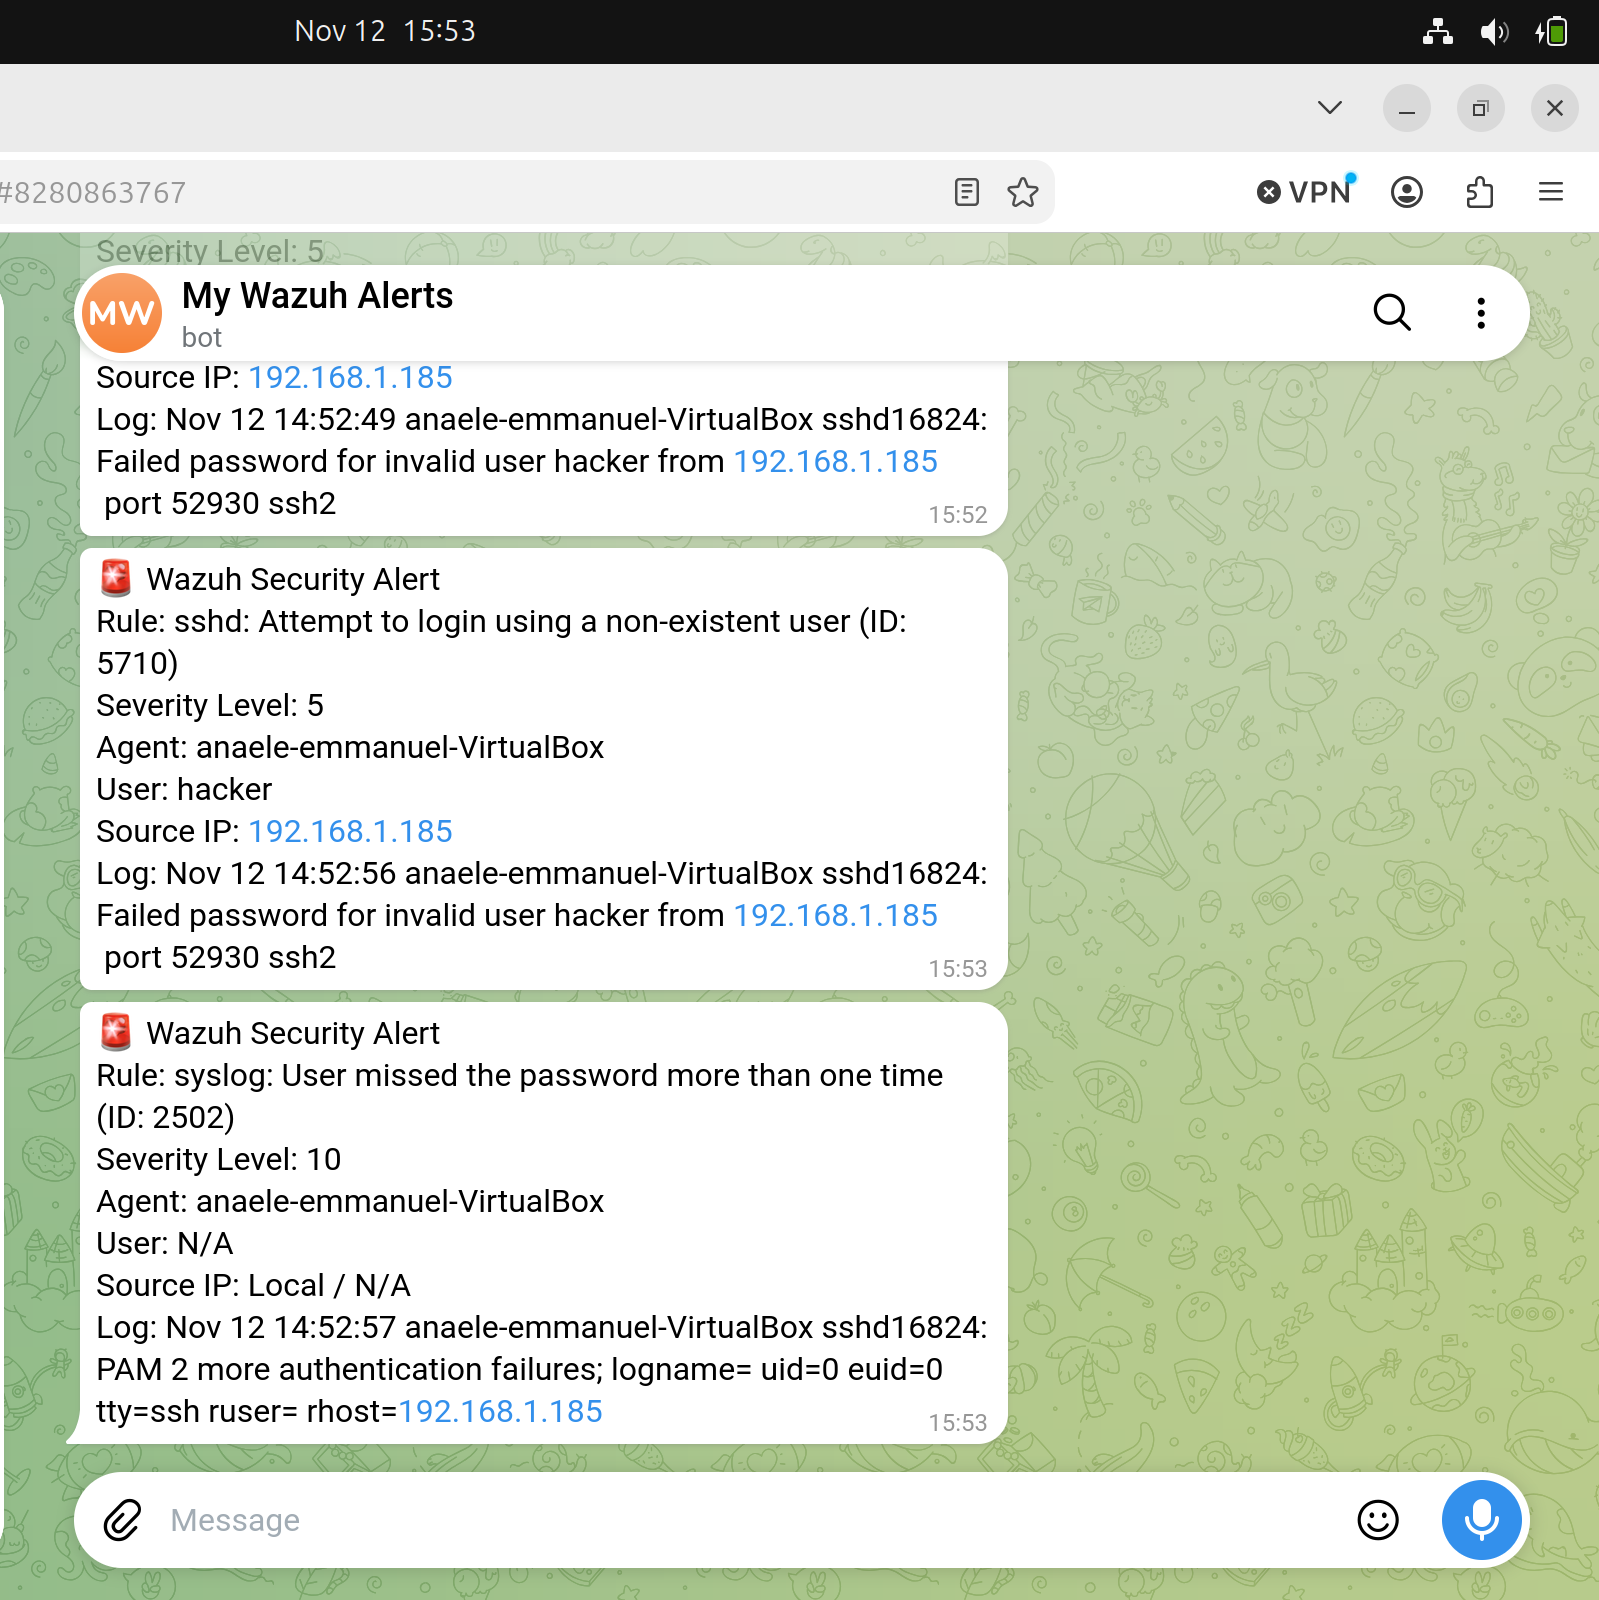 Nov 12 15:53
#8280863767
VPN
Severity Level: 5
MW
My Wazuh Alerts
bot
Source IP: 192.168.1.185
Log: Nov 12 14:52:49 anaele-emmanuel-VirtualBox sshd16824:
Failed password for invalid user hacker from 192.168.1.185
port 52930 ssh2
15:52
Wazuh Security Alert
Rule: sshd: Attempt to login using a non-existent user (ID:
5710)
Severity Level: 5
Agent: anaele-emmanuel-VirtualBox
User: hacker
Source IP: 192.168.1.185
Log: Nov 12 14:52:56 anaele-emmanuel-VirtualBox sshd16824:
Failed password for invalid user hacker from 192.168.1.185
port 52930 ssh2
15:53
Wazuh Security Alert
Rule: syslog: User missed the password more than one time
(ID: 2502)
Severity Level: 10
Agent: anaele-emmanuel-VirtualBox
User: N/A
Source IP: Local / N/A
Log: Nov 12 14:52:57 anaele-emmanuel-VirtualBox sshd16824:
PAM 2 more authentication failures; logname= uid=0 euid=0
tty=ssh ruser= rhost=192.168.1.185
15:53
Message